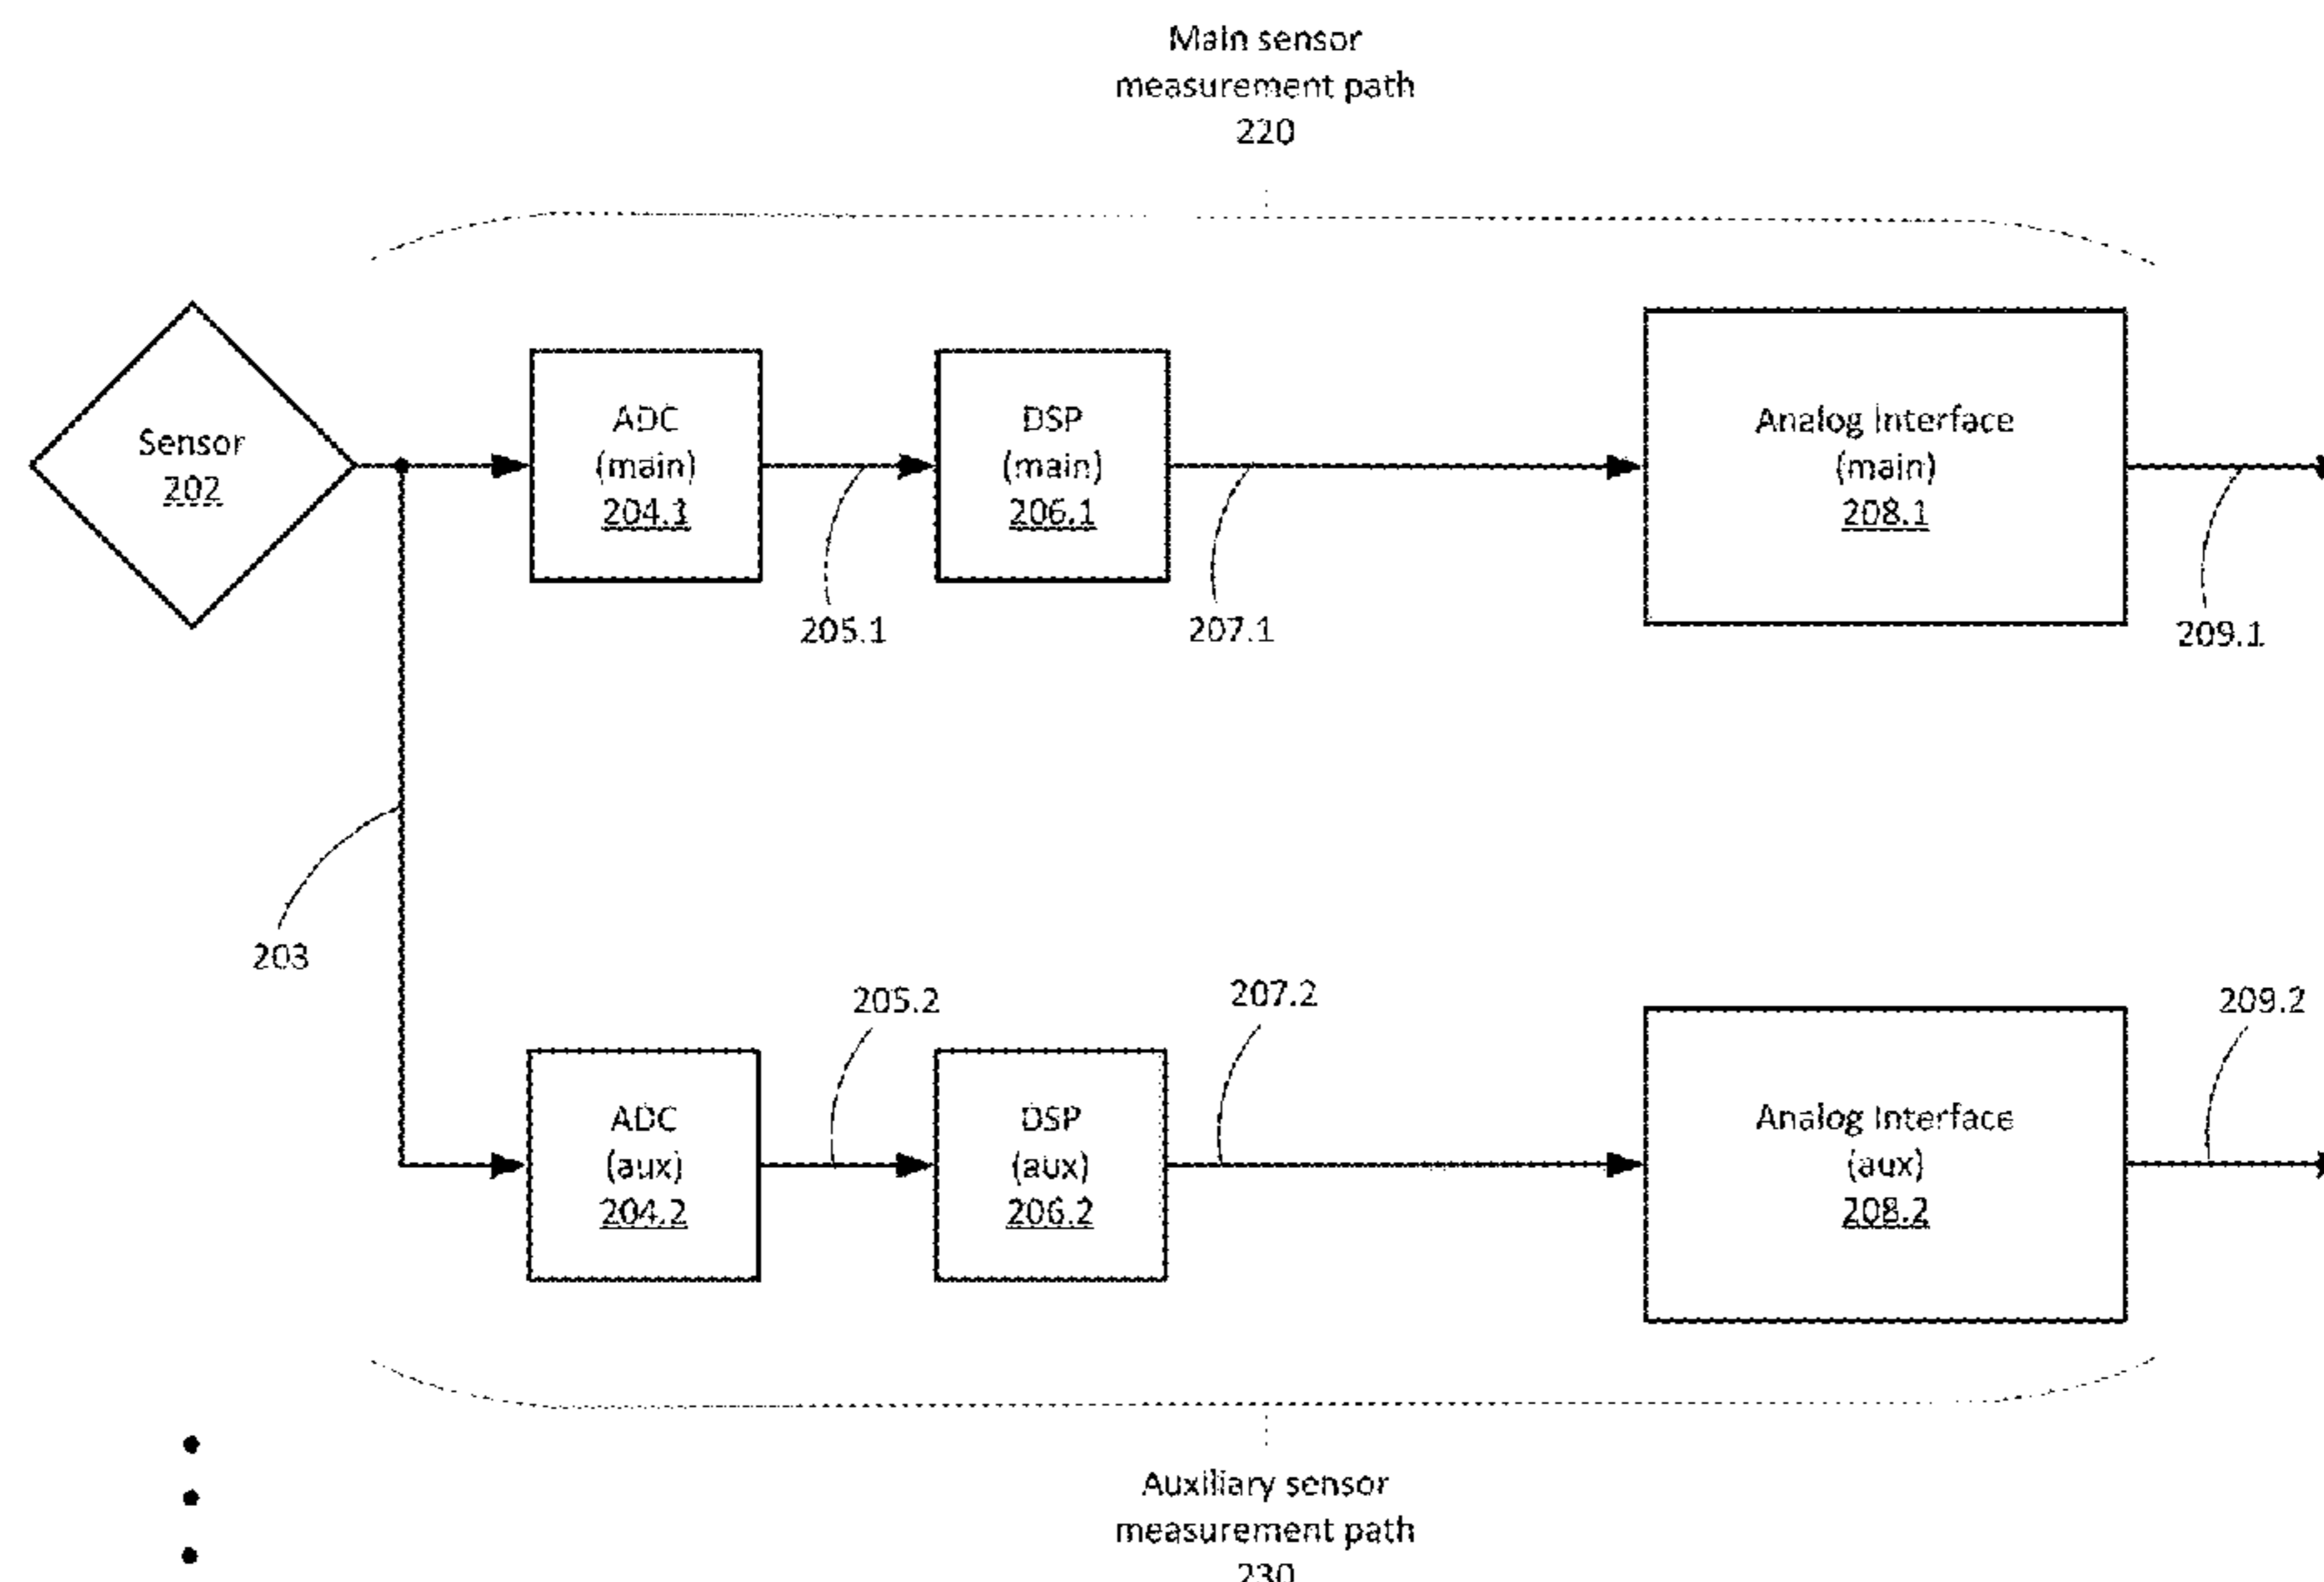 Main sensor
measurement path
220
Sensor
202
ADC
(main)
204.1
DSP
(main)
206.1
Analog Interface
(main)
208.1
205.1
207.1
209.1
203
205.2
207.2
209.2
ADC
(aux)
204.2
DSP
(aux)
206.2
Analog Interface
(aux)
208.2
Auxiliary sensor
measurement path
230